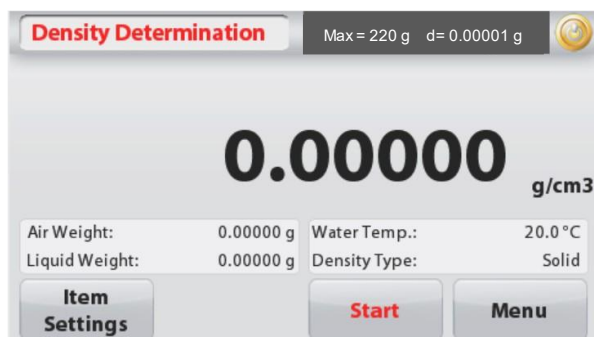 Density Determination
Max = 220 g d= 0.00001 g
0.00000
g/cm3
Air Weight: 0.00000 g
Liquid Weight: 0.00000 g
Water Temp.: 20.0 °C
Density Type: Solid
Item
Settings
Start
Menu